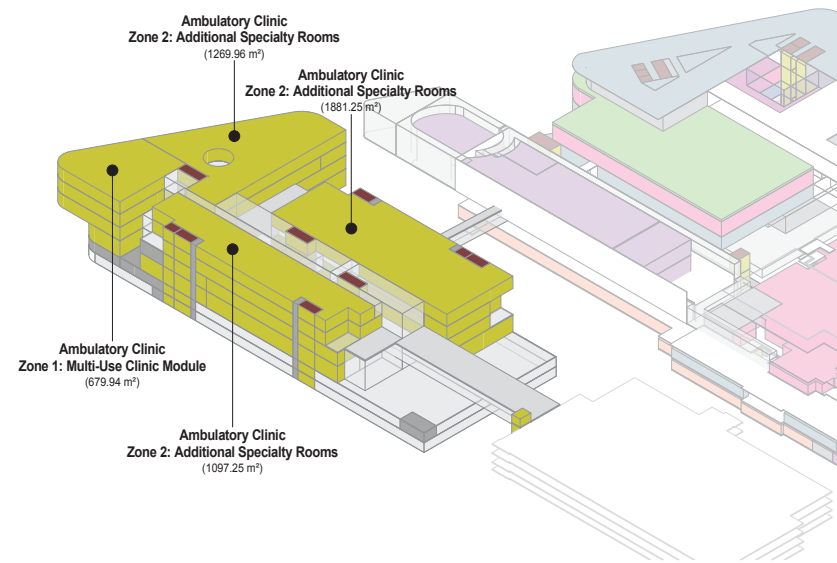 Ambulatory Clinic
Zone 2: Additional Specialty Rooms
(1269.96 m²)
Ambulatory Clinic
Zone 2: Additional Specialty Rooms
(1881.25 m²)
Ambulatory Clinic
Zone 1: Multi-Use Clinic Module
(679.94 m²)
Ambulatory Clinic
Zone 2: Additional Specialty Rooms
(1097.25 m²)